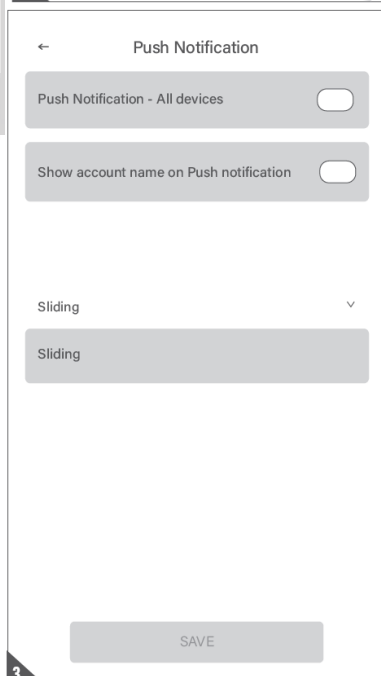 Push Notification
Push Notification - All devices
Show account name on Push notification
Sliding
Sliding
SAVE
3